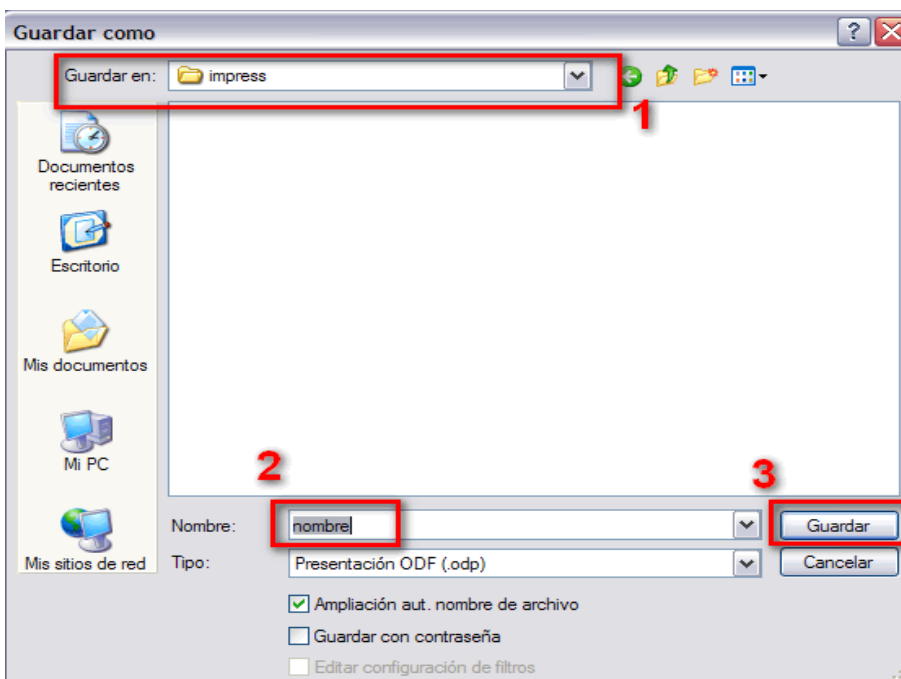 Guardar como
Guardar en: impress
1
Documentos
recientes
Escritorio
Mis documentos
Mi PC
Mis sitios de red
2
3
Nombre: nombre Guardar
Tipo: Presentación ODF (.odp) Cancelar
Ampliación aut. nombre de archivo
Guardar con contraseña
Editar configuración de filtros